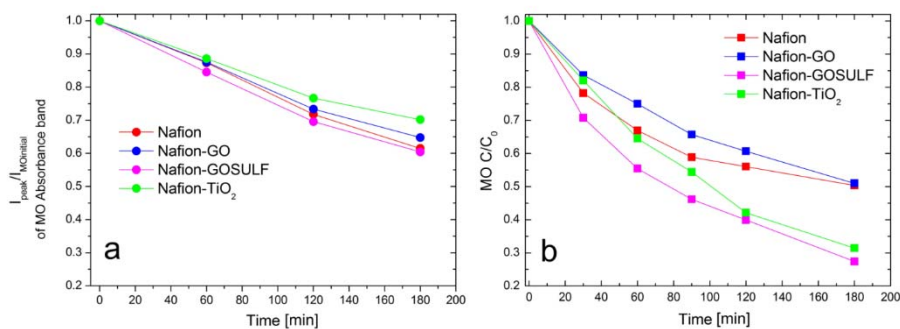 a
1.0
0.9
0.8
0.7
0.6
0.5
0.4
0.3
0.2
I_peak/I_MOinitial
of MO Absorbance band
Nafion
Nafion-GO
Nafion-GOSULF
Nafion-TiO₂
0 20 40 60 80 100 120 140 160 180 200
Time [min]
b
1.0
0.9
0.8
0.7
0.6
0.5
0.4
0.3
0.2
MO C/C₀
Nafion
Nafion-GO
Nafion-GOSULF
Nafion-TiO₂
0 20 40 60 80 100 120 140 160 180 200
Time [min]